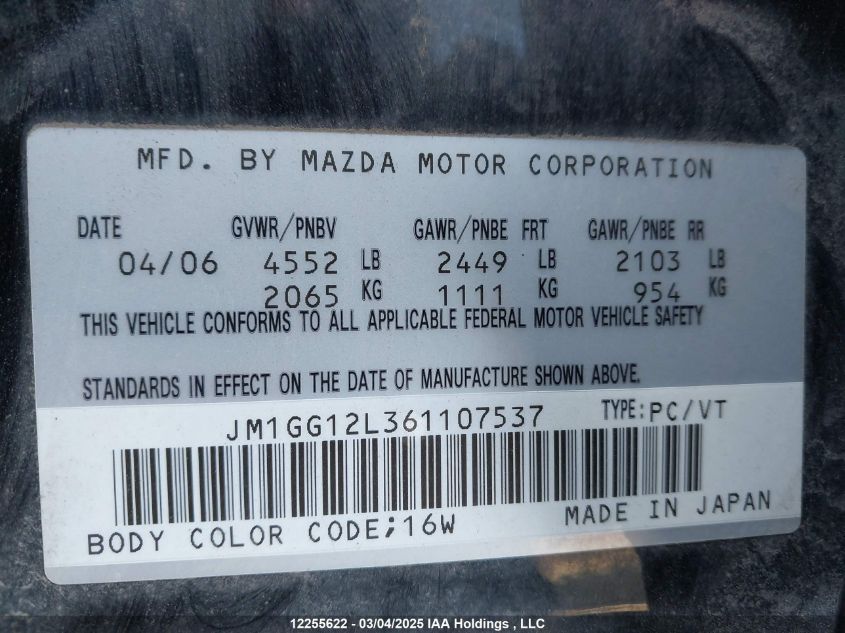 MFD. BY MAZDA MOTOR CORPORATION
DATE GVWR/PNBV GAWR/PNBE FRT GAWR/PNBE RR
04/06 4552 LB 2449 LB 2103 LB
2065 KG 1111 KG 954 KG
THIS VEHICLE CONFORMS TO ALL APPLICABLE FEDERAL MOTOR VEHICLE SAFETY
STANDARDS IN EFFECT ON THE DATE OF MANUFACTURE SHOWN ABOVE.
JM1GG12L361107537 TYPE:PC/VT
BODY COLOR CODE;16W MADE IN JAPAN
12255622 - 03/04/2025 IAA Holdings , LLC